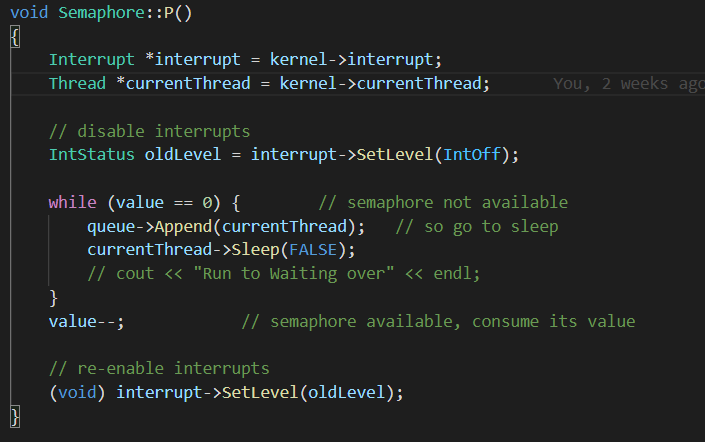 void Semaphore::P()
{
    Interrupt *interrupt = kernel->interrupt;
    Thread *currentThread = kernel->currentThread;     You, 2 weeks ago
    // disable interrupts
    IntStatus oldLevel = interrupt->SetLevel(IntOff);
    while (value == 0) {        // semaphore not available
        queue->Append(currentThread);   // so go to sleep
        currentThread->Sleep(FALSE);
        // cout << "Run to Waiting over" << endl;
    }
    value--;            // semaphore available, consume its value
    // re-enable interrupts
    (void) interrupt->SetLevel(oldLevel);
}